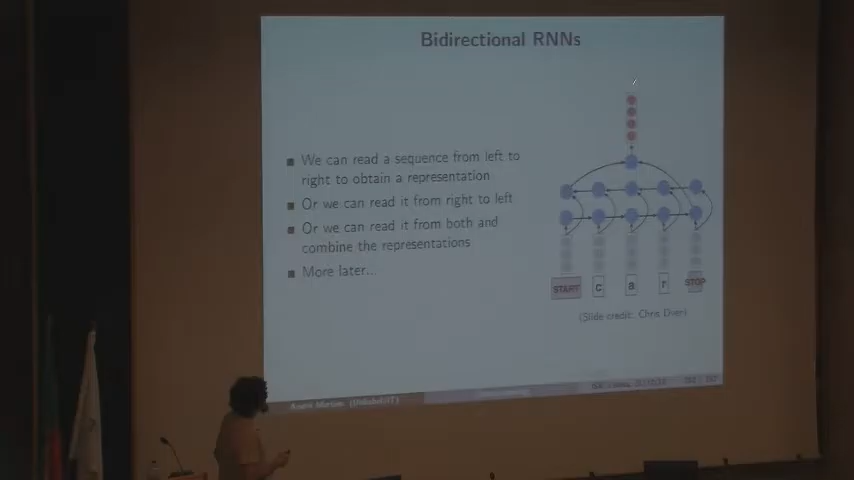 Bidirectional RNNs
We can read a sequence from left to
right to obtain a representation
Or we can read it from right to left
Or we can read it from both and
combine the representations
More later...
START c a r STOP
(Slide credit: Chris Dyer)